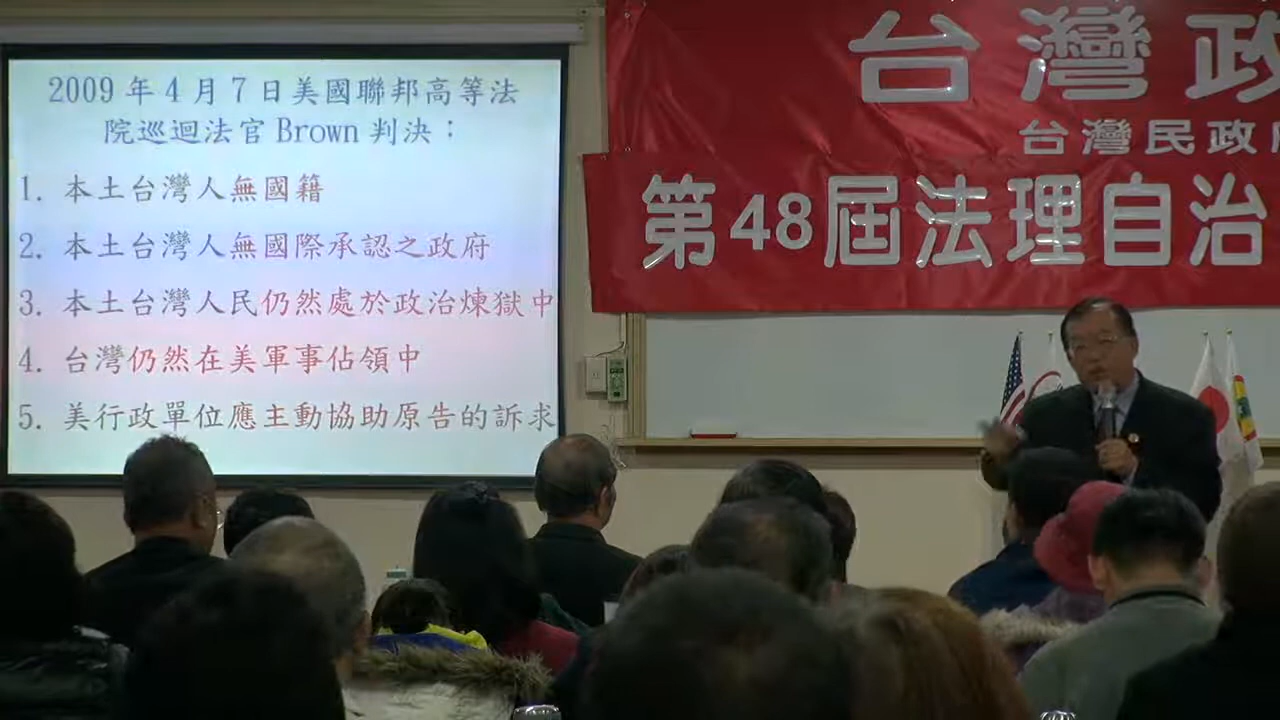 2009 年 4 月 7 日美國聯邦高等法
院巡迴法官 Brown 判決：
1. 本土台灣人無國籍
2. 本土台灣人無國際承認之政府
3. 本土台灣人民仍然處於政治煉獄中
4. 台灣仍然在美軍事佔領中
5. 美行政單位應主動協助原告的訴求
台灣政
台灣民政府
第48屆法理自治